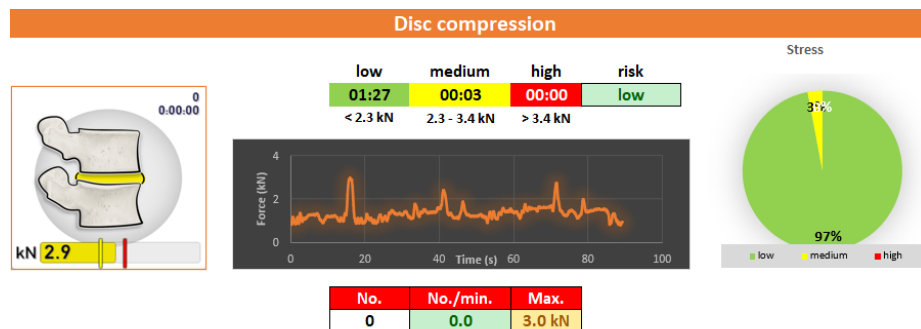 Disc compression
Stress
low medium high risk
01:27 00:03 00:00 low
< 2.3 kN 2.3 - 3.4 kN > 3.4 kN
0
0:00:00
kN 2.9
Force (kN)
4
2
0
0 20 40 60 80 100
Time (s)
3%
0%
97%
low medium high
No. No./min. Max.
0 0.0 3.0 kN